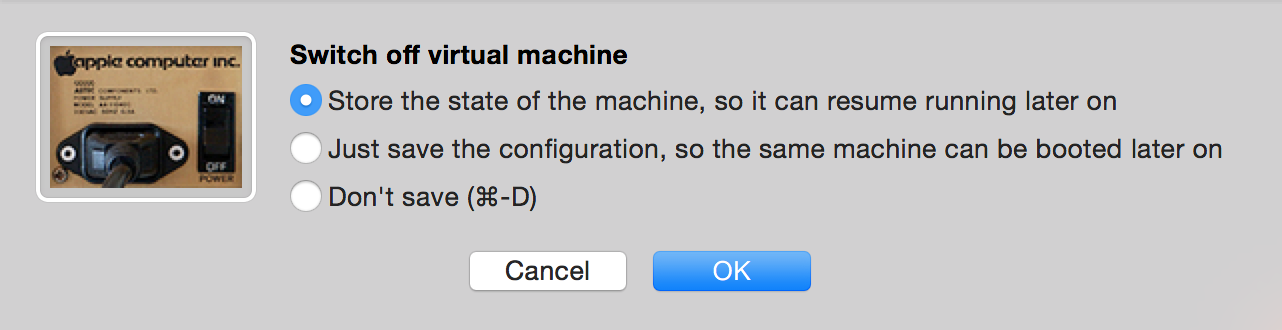 Switch off virtual machine
apple computer inc.
POWER SUPPLY
ON
OFF
POWER
Store the state of the machine, so it can resume running later on
Just save the configuration, so the same machine can be booted later on
Don't save (⌘-D)
Cancel
OK